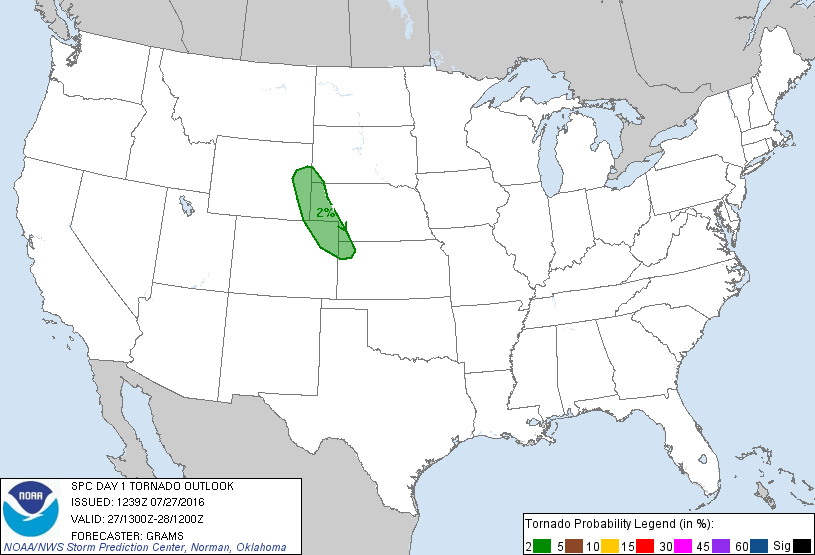 2%
NOAA
SPC DAY 1 TORNADO OUTLOOK
ISSUED: 1239Z 07/27/2016
VALID: 27/1300Z-28/1200Z
FORECASTER: GRAMS
NOAA/NWS Storm Prediction Center, Norman, Oklahoma
Tornado Probability Legend (in %):
2 5 10 15 30 45 60 Sig